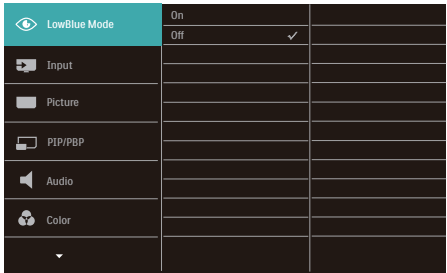 LowBlue Mode
On
Off
Input
Picture
PIP/PBP
Audio
Color